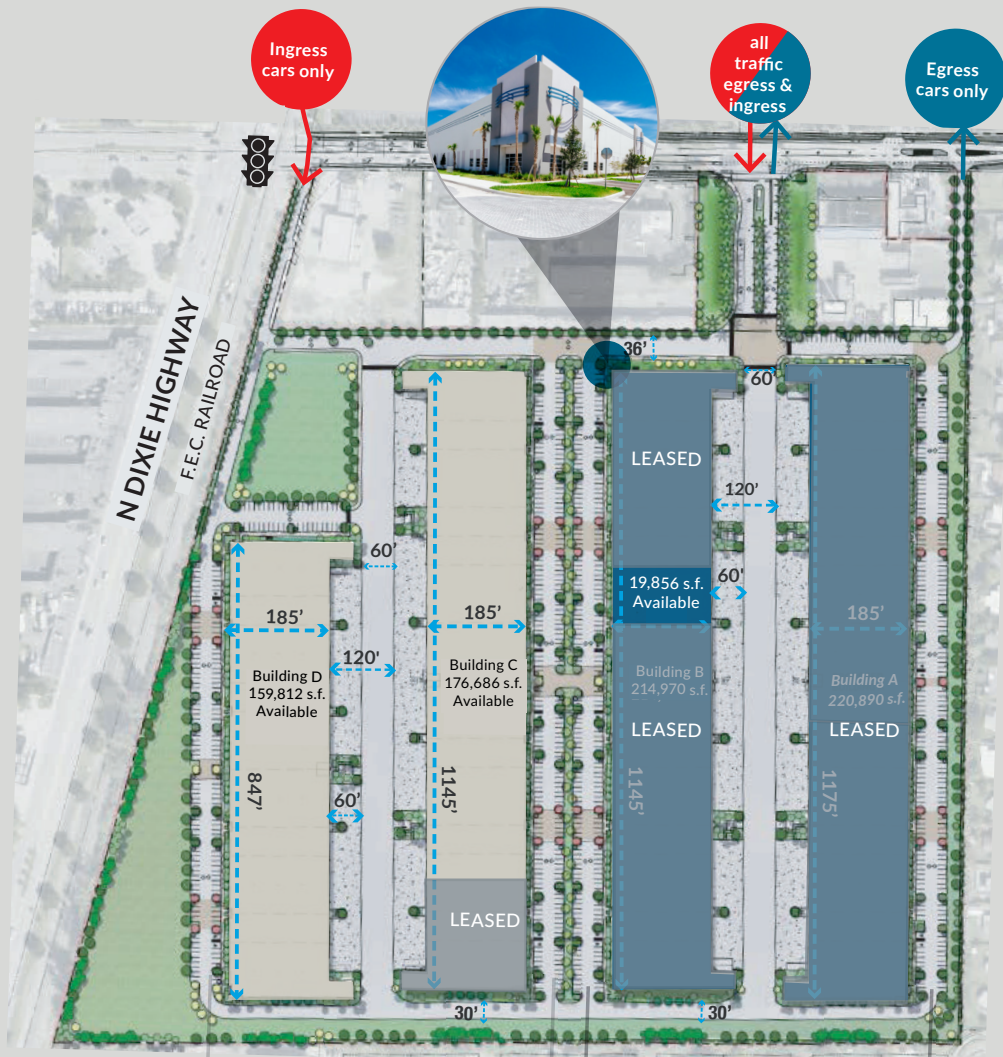 Ingress
cars only
all
traffic
egress &
ingress
Egress
cars only
N DIXIE HIGHWAY
F.E.C. RAILROAD
36’
60’
LEASED
120’
60’
19,856 s.f.
Available
60’
185’
185’
185’
120’
Building D
159,812 s.f.
Available
Building C
176,686 s.f.
Available
Building B
214,970 s.f.
LEASED
Building A
220,890 s.f.
LEASED
847’
60’
1145’
1145’
1175’
LEASED
30’
30’